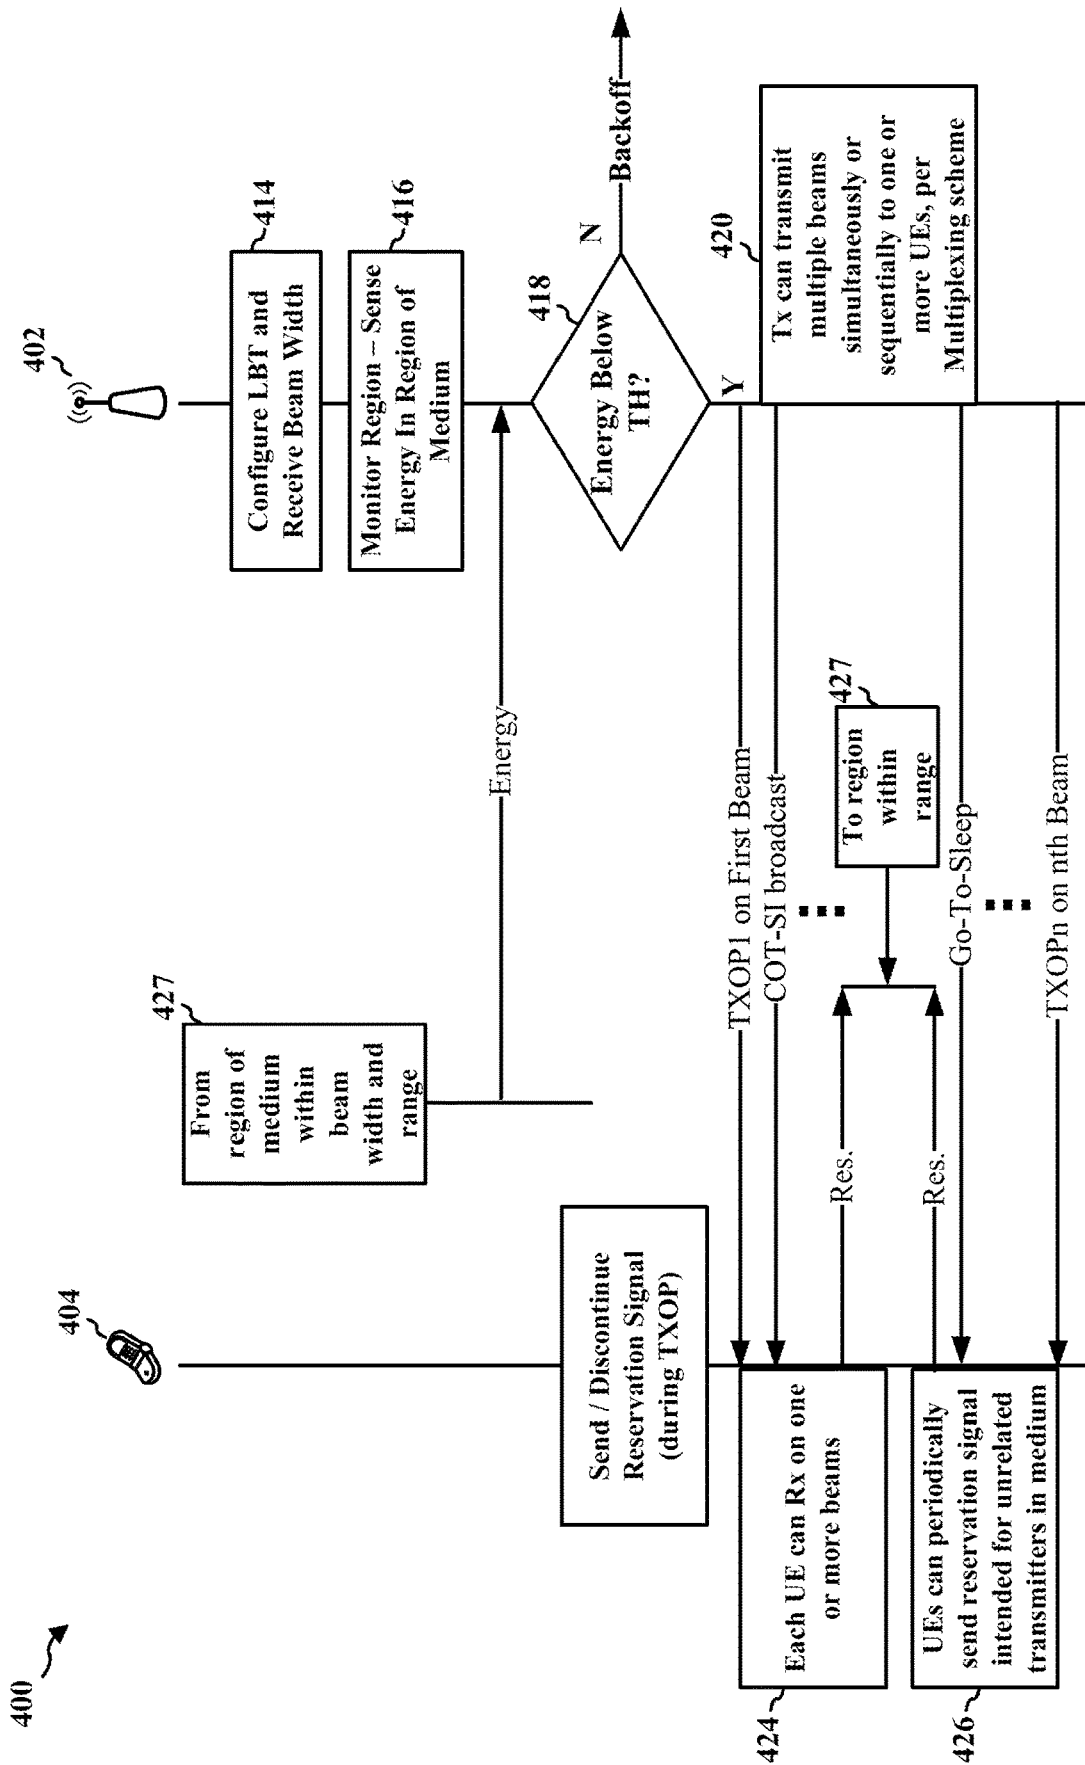 400
404
402
427
From
region of
medium
within
beam
width and
range
Configure LBT and
Receive Beam Width
414
Monitor Region – Sense
Energy In Region of
Medium
416
Energy
Energy Below
TH?
418
N
Backoff
Y
Send / Discontinue
Reservation Signal
(during TXOP)
TXOP1 on First Beam
COT-SI broadcast
420
Tx can transmit
multiple beams
simultaneously or
sequentially to one or
more UEs, per
Multiplexing scheme
424
Each UE can Rx on one
or more beams
Res.
427
To region
within
range
Res.
Go-To-Sleep
426
UEs can periodically
send reservation signal
intended for unrelated
transmitters in medium
TXOPn on nth Beam